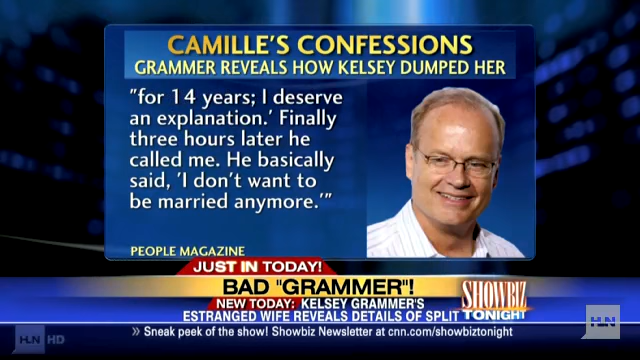 CAMILLE'S CONFESSIONS
GRAMMER REVEALS HOW KELSEY DUMPED HER
"for 14 years; I deserve
an explanation.' Finally
three hours later he
called me. He basically
said, 'I don't want to
be married anymore.'"
PEOPLE MAGAZINE
JUST IN TODAY!
BAD "GRAMMER"!
NEW TODAY: KELSEY GRAMMER'S
ESTRANGED WIFE REVEALS DETAILS OF SPLIT
SHOWBIZ
TONIGHT
HLN HD
» Sneak peek of the show! Showbiz Newsletter at cnn.com/showbiztonight
HLN